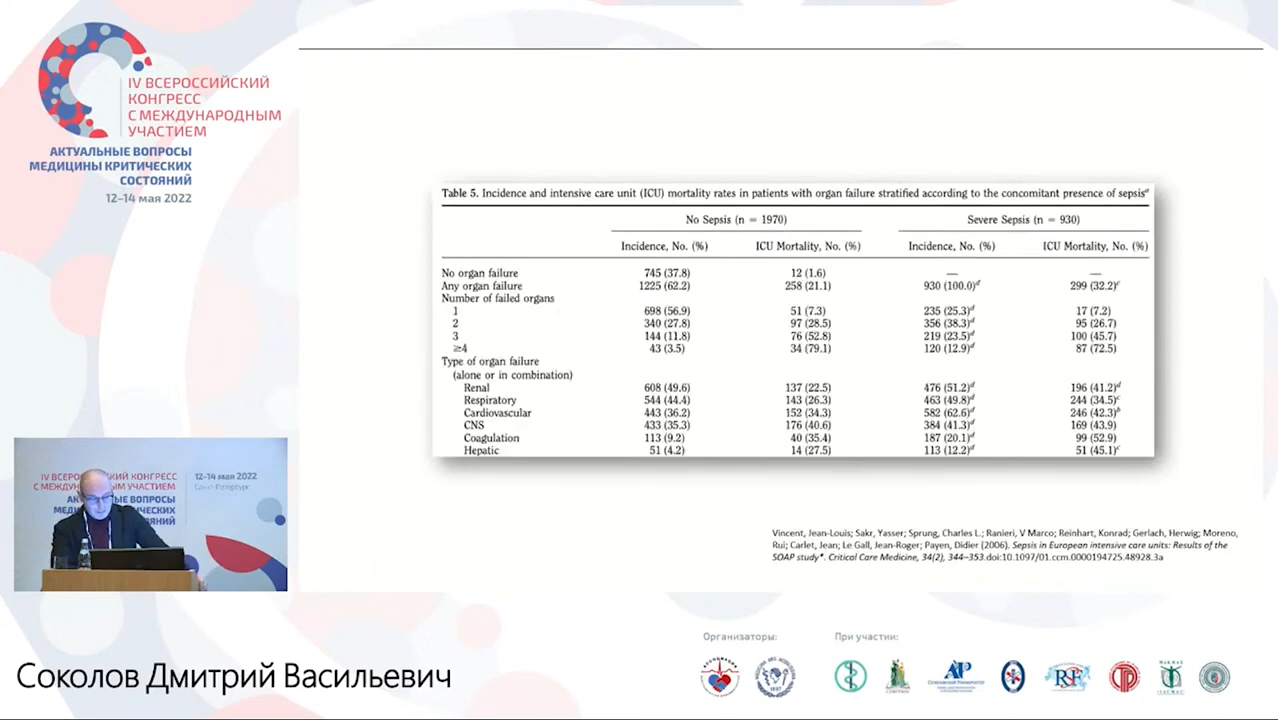 IV ВСЕРОССИЙСКИЙ
КОНГРЕСС
С МЕЖДУНАРОДНЫМ
УЧАСТИЕМ
АКТУАЛЬНЫЕ ВОПРОСЫ
МЕДИЦИНЫ КРИТИЧЕСКИХ
СОСТОЯНИЙ
12–14 мая 2022
Table 5. Incidence and intensive care unit (ICU) mortality rates in patients with organ failure stratified according to the concomitant presence of sepsisᵃ
No Sepsis (n = 1970) Severe Sepsis (n = 930)
Incidence, No. (%) ICU Mortality, No. (%) Incidence, No. (%) ICU Mortality, No. (%)
No organ failure 745 (37.8) 12 (1.6) — —
Any organ failure 1225 (62.2) 258 (21.1) 930 (100.0)ᵈ 299 (32.2)ᶜ
Number of failed organs
1 698 (56.9) 51 (7.3) 235 (25.3)ᵈ 17 (7.2)
2 340 (27.8) 97 (28.5) 356 (38.3)ᵈ 95 (26.7)
3 144 (11.8) 76 (52.8) 219 (23.5)ᵈ 100 (45.7)
≥4 43 (3.5) 34 (79.1) 120 (12.9)ᵈ 87 (72.5)
Type of organ failure
(alone or in combination)
Renal 608 (49.6) 137 (22.5) 476 (51.2)ᵈ 196 (41.2)ᵈ
Respiratory 544 (44.4) 143 (26.3) 463 (49.8)ᵈ 244 (34.5)ᶜ
Cardiovascular 443 (36.2) 152 (34.3) 582 (62.6)ᵈ 246 (42.3)ᵇ
CNS 433 (35.3) 176 (40.6) 384 (41.3)ᵈ 169 (43.9)
Coagulation 113 (9.2) 40 (35.4) 187 (20.1)ᵈ 99 (52.9)
Hepatic 51 (4.2) 14 (27.5) 113 (12.2)ᵈ 51 (45.1)ᶜ
Vincent, Jean-Louis; Sakr, Yasser; Sprung, Charles L.; Ranieri, V Marco; Reinhart, Konrad; Gerlach, Herwig; Moreno,
Rui; Carlet, Jean; Le Gall, Jean-Roger; Payen, Didier (2006). Sepsis in European intensive care units: Results of the
SOAP study*. Critical Care Medicine, 34(2), 344–353.doi:10.1097/01.ccm.0000194725.48928.3a
IV ВСЕРОССИЙСКИЙ КОНГРЕСС
УЧАСТИЕМ
12–14 мая 2022
Санкт-Петербург
Организаторы: При участии:
Соколов Дмитрий Васильевич